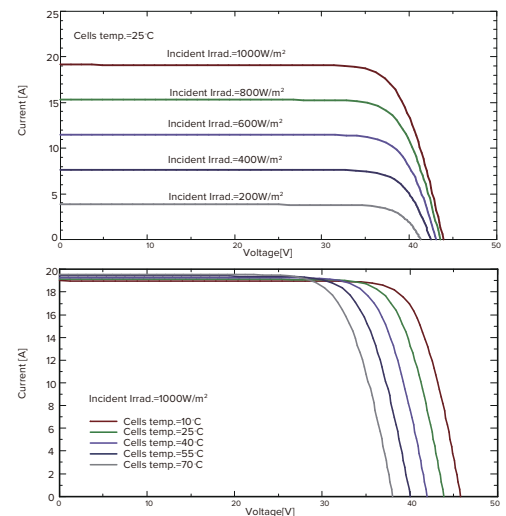 25
Cells temp.=25°C
Incident Irrad.=1000W/m²
20
Incident Irrad.=800W/m²
15
Incident Irrad.=600W/m²
10
Incident Irrad.=400W/m²
5
Incident Irrad.=200W/m²
0
Current [A]
0 10 20 30 40 50
Voltage[V]
20
18
16
14
12
10
8
6
4
2
0
Current [A]
Incident Irrad.=1000W/m²
Cells temp.=10°C
Cells temp.=25°C
Cells temp.=40°C
Cells temp.=55°C
Cells temp.=70°C
0 10 20 30 40 50
Voltage[V]